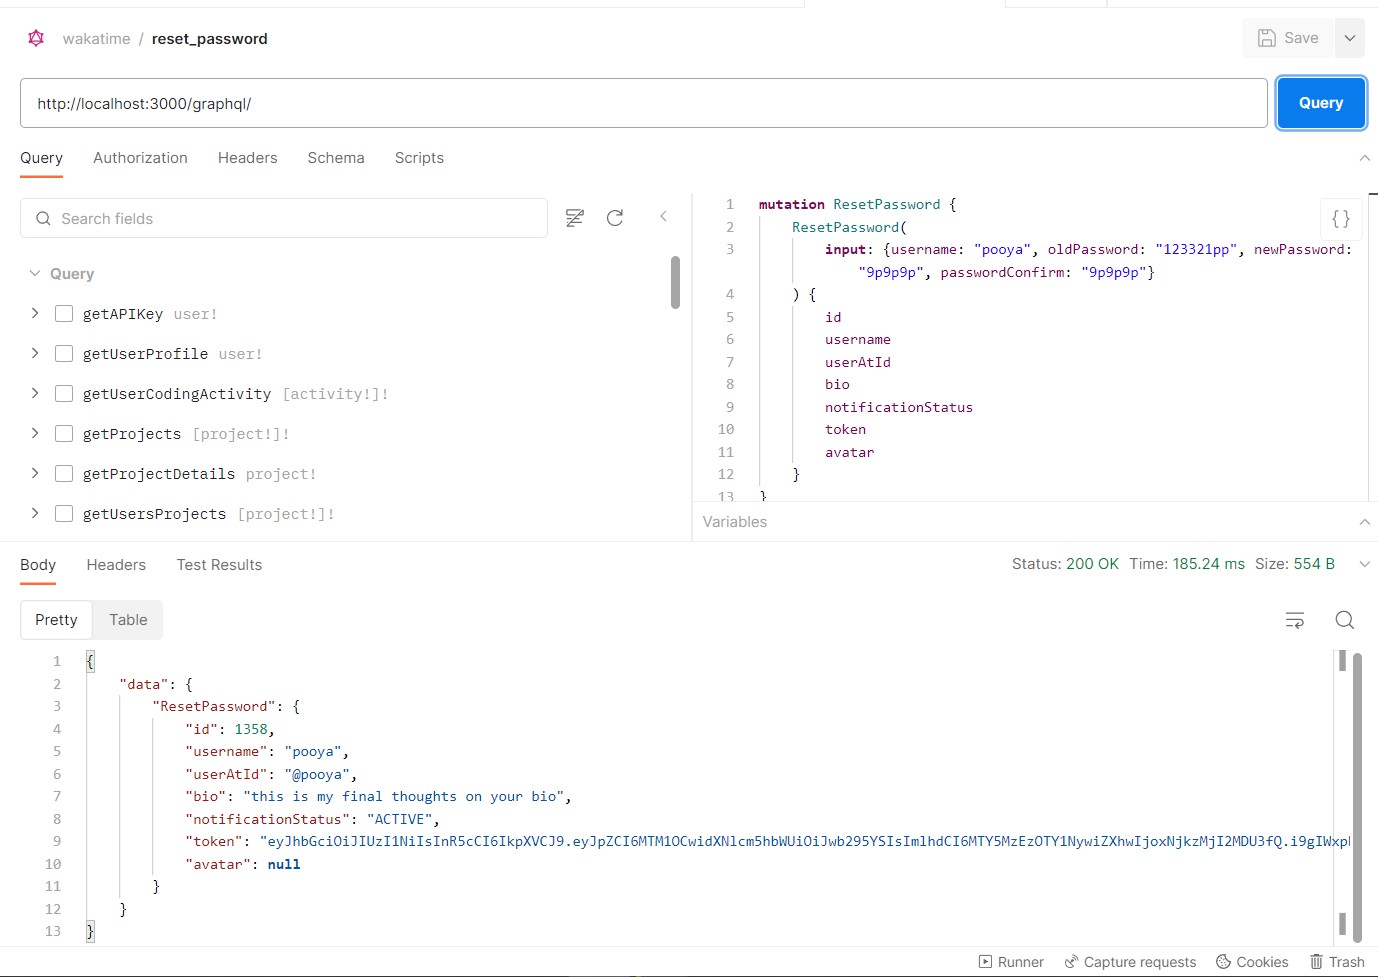 wakatime / reset_password
Save
http://localhost:3000/graphql/
Query
Query Authorization Headers Schema Scripts
Search fields
Query
getAPIKey user!
getUserProfile user!
getUserCodingActivity [activity!]!
getProjects [project!]!
getProjectDetails project!
getUsersProjects [project!]!
1 mutation ResetPassword {
2 ResetPassword(
3 input: {username: "pooya", oldPassword: "123321pp", newPassword:
"9p9p9p", passwordConfirm: "9p9p9p"}
4 ) {
5 id
6 username
7 userAtId
8 bio
9 notificationStatus
10 token
11 avatar
12 }
13 }
{}
Variables
Body Headers Test Results
Status: 200 OK Time: 185.24 ms Size: 554 B
Pretty Table
1 {
2 "data": {
3 "ResetPassword": {
4 "id": 1358,
5 "username": "pooya",
6 "userAtId": "@pooya",
7 "bio": "this is my final thoughts on your bio",
8 "notificationStatus": "ACTIVE",
9 "token": "eyJhbGciOiJIUzI1NiIsInR5cCI6IkpXVCJ9.eyJpZCI6MTM1OCwidXNlcm5hbWUiOiJwb295YSIsImlhdCI6MTY5MzEzOTY1NywiZXhwIjoxNjkzMjI2MDU3fQ.i9gIWxp
10 "avatar": null
11 }
12 }
13 }
Runner Capture requests Cookies Trash